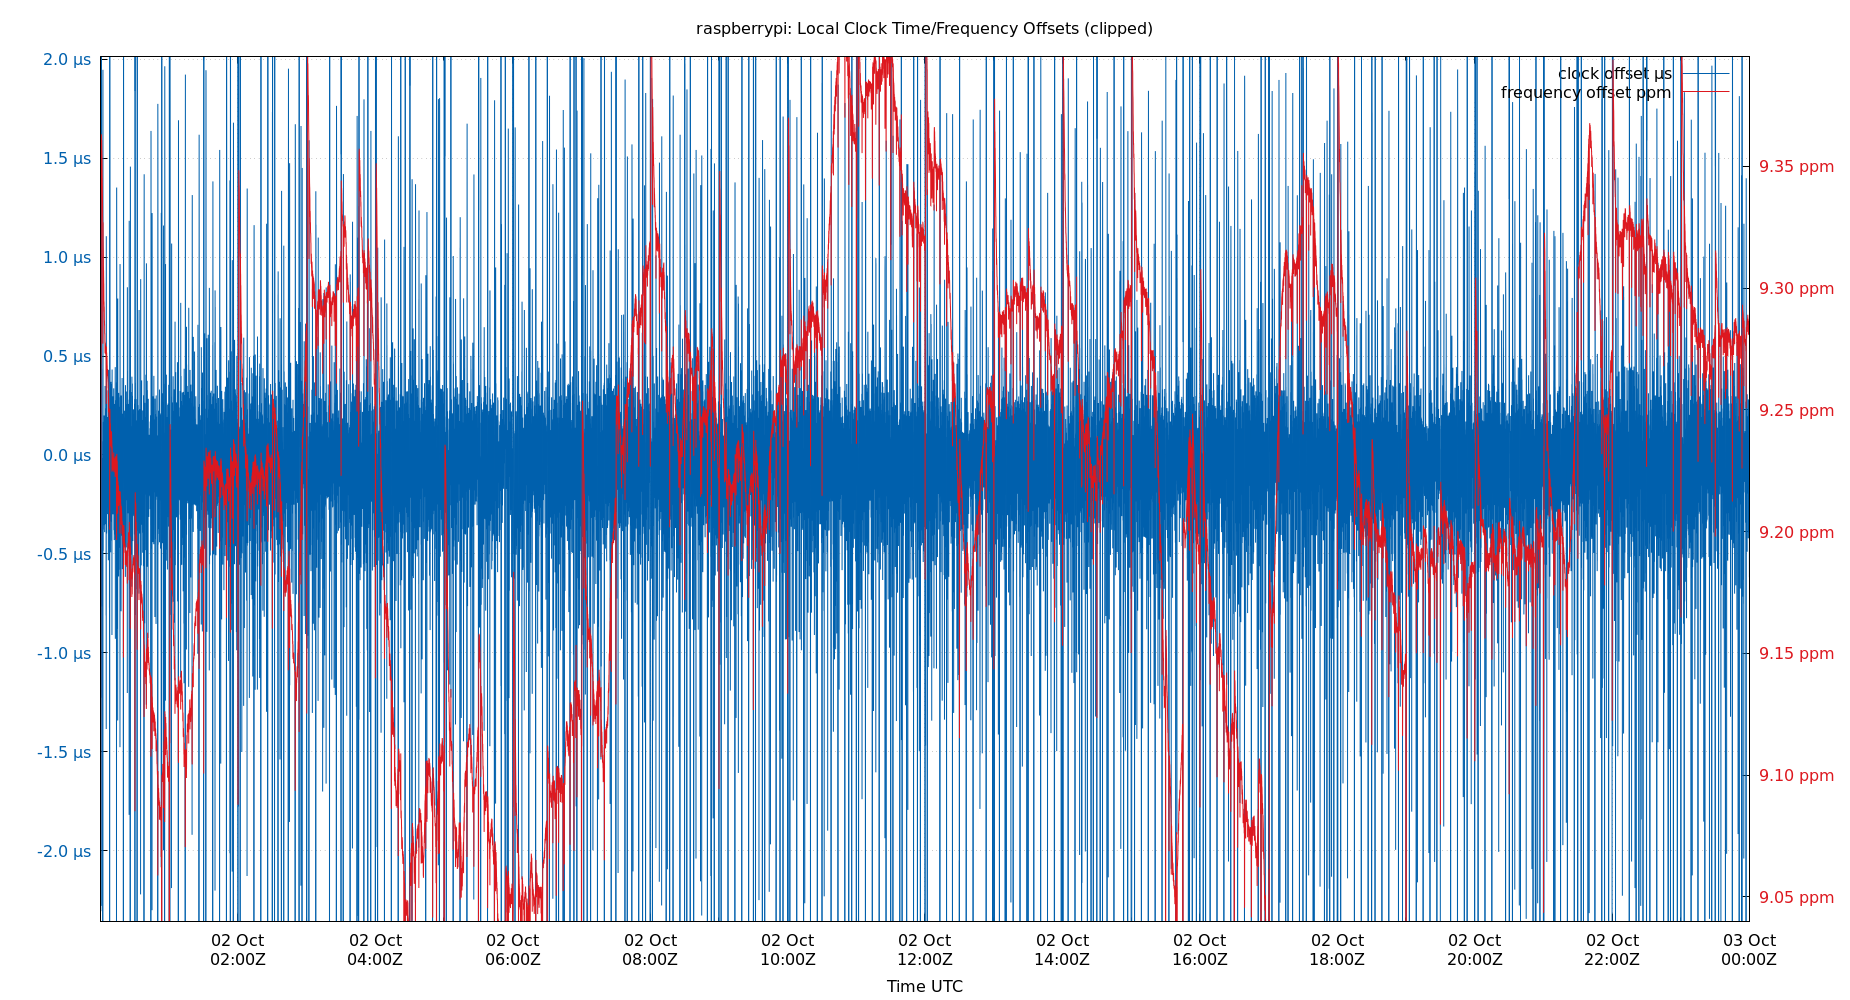 raspberrypi: Local Clock Time/Frequency Offsets (clipped)
clock offset µs
frequency offset ppm
2.0 µs
1.5 µs
1.0 µs
0.5 µs
0.0 µs
-0.5 µs
-1.0 µs
-1.5 µs
-2.0 µs
9.35 ppm
9.30 ppm
9.25 ppm
9.20 ppm
9.15 ppm
9.10 ppm
9.05 ppm
02 Oct 02 Oct 02 Oct 02 Oct 02 Oct 02 Oct 02 Oct 02 Oct 02 Oct 02 Oct 02 Oct 03 Oct
02:00Z 04:00Z 06:00Z 08:00Z 10:00Z 12:00Z 14:00Z 16:00Z 18:00Z 20:00Z 22:00Z 00:00Z
Time UTC